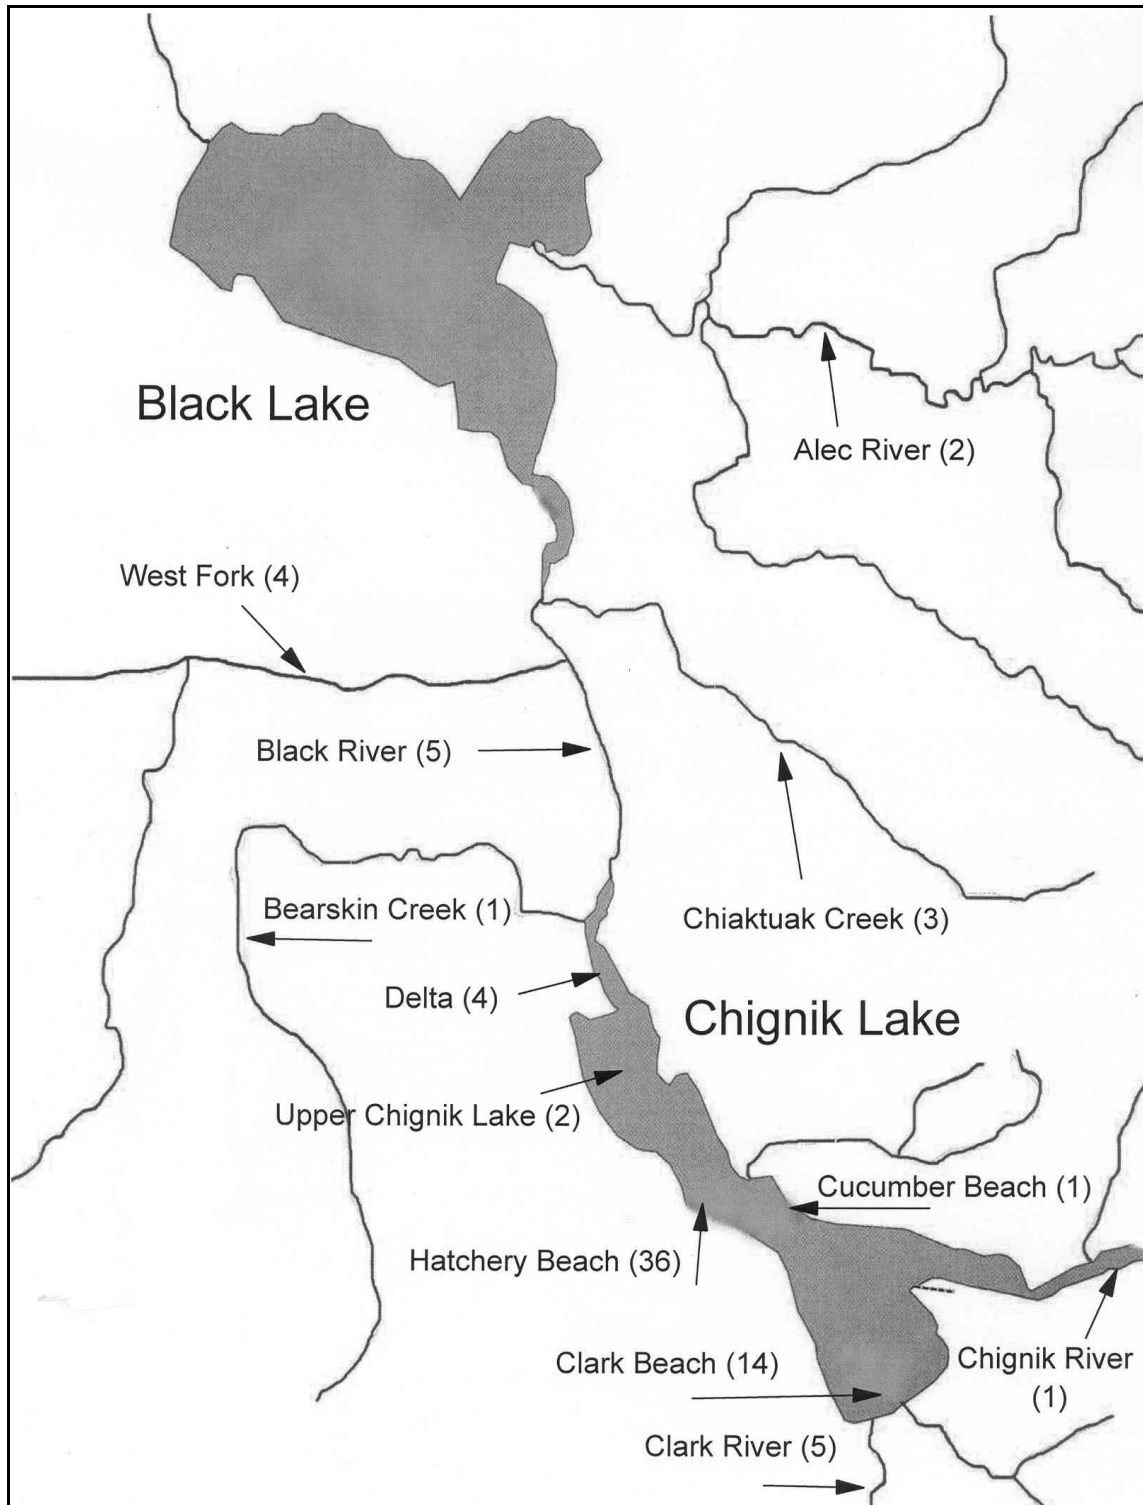 Black Lake
Alec River (2)
West Fork (4)
Black River (5)
Bearskin Creek (1)
Chiaktuak Creek (3)
Delta (4)
Chignik Lake
Upper Chignik Lake (2)
Cucumber Beach (1)
Hatchery Beach (36)
Clark Beach (14)
Chignik River
(1)
Clark River (5)